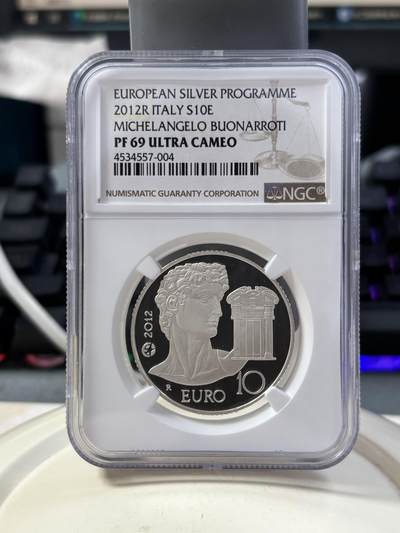 EUROPEAN SILVER PROGRAMME
2012R ITALY S10E
MICHELANGELO BUONARROTI
PF 69 ULTRA CAMEO
4534557-004
NUMISMATIC GUARANTY CORPORATION
NGC®
2012
R
EURO 10